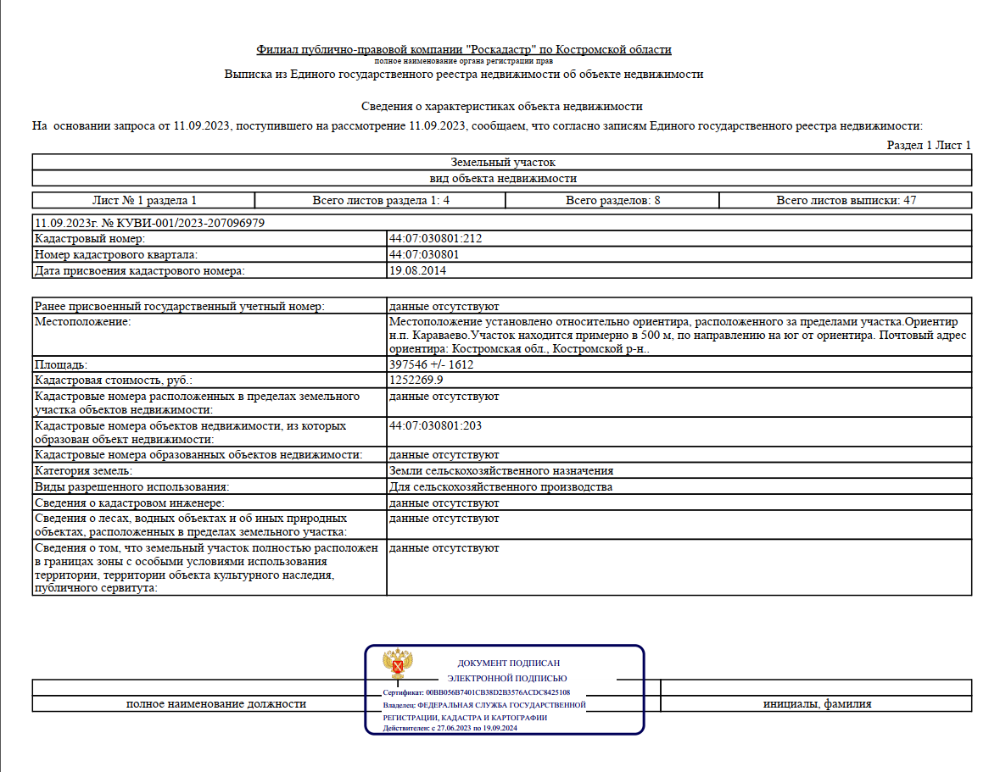 Филиал публично-правовой компании "Роскадастр" по Костромской области
полное наименование органа регистрации прав
Выписка из Единого государственного реестра недвижимости об объекте недвижимости
Сведения о характеристиках объекта недвижимости
На основании запроса от 11.09.2023, поступившего на рассмотрение 11.09.2023, сообщаем, что согласно записям Единого государственного реестра недвижимости:
Раздел 1 Лист 1
Земельный участок
вид объекта недвижимости
Лист № 1 раздела 1 Всего листов раздела 1: 4 Всего разделов: 8 Всего листов выписки: 47
11.09.2023г. № КУВИ-001/2023-207096979
Кадастровый номер: 44:07:030801:212
Номер кадастрового квартала: 44:07:030801
Дата присвоения кадастрового номера: 19.08.2014
Ранее присвоенный государственный учетный номер: данные отсутствуют
Местоположение: Местоположение установлено относительно ориентира, расположенного за пределами участка.Ориентир
н.п. Караваево.Участок находится примерно в 500 м, по направлению на юг от ориентира. Почтовый адрес
ориентира: Костромская обл., Костромской р-н..
Площадь: 397546 +/- 1612
Кадастровая стоимость, руб.: 1252269.9
Кадастровые номера расположенных в пределах земельного данные отсутствуют
участка объектов недвижимости:
Кадастровые номера объектов недвижимости, из которых 44:07:030801:203
образован объект недвижимости:
Кадастровые номера образованных объектов недвижимости: данные отсутствуют
Категория земель: Земли сельскохозяйственного назначения
Виды разрешенного использования: Для сельскохозяйственного производства
Сведения о кадастровом инженере: данные отсутствуют
Сведения о лесах, водных объектах и об иных природных данные отсутствуют
объектах, расположенных в пределах земельного участка:
Сведения о том, что земельный участок полностью расположен данные отсутствуют
в границах зоны с особыми условиями использования
территории, территории объекта культурного наследия,
публичного сервитута:
ДОКУМЕНТ ПОДПИСАН
ЭЛЕКТРОННОЙ ПОДПИСЬЮ
Сертификат: 00BB056B7401CB38D2B3576ACDC8425108
Владелец: ФЕДЕРАЛЬНАЯ СЛУЖБА ГОСУДАРСТВЕННОЙ
РЕГИСТРАЦИИ, КАДАСТРА И КАРТОГРАФИИ
Действителен: с 27.06.2023 по 19.09.2024
полное наименование должности инициалы, фамилия